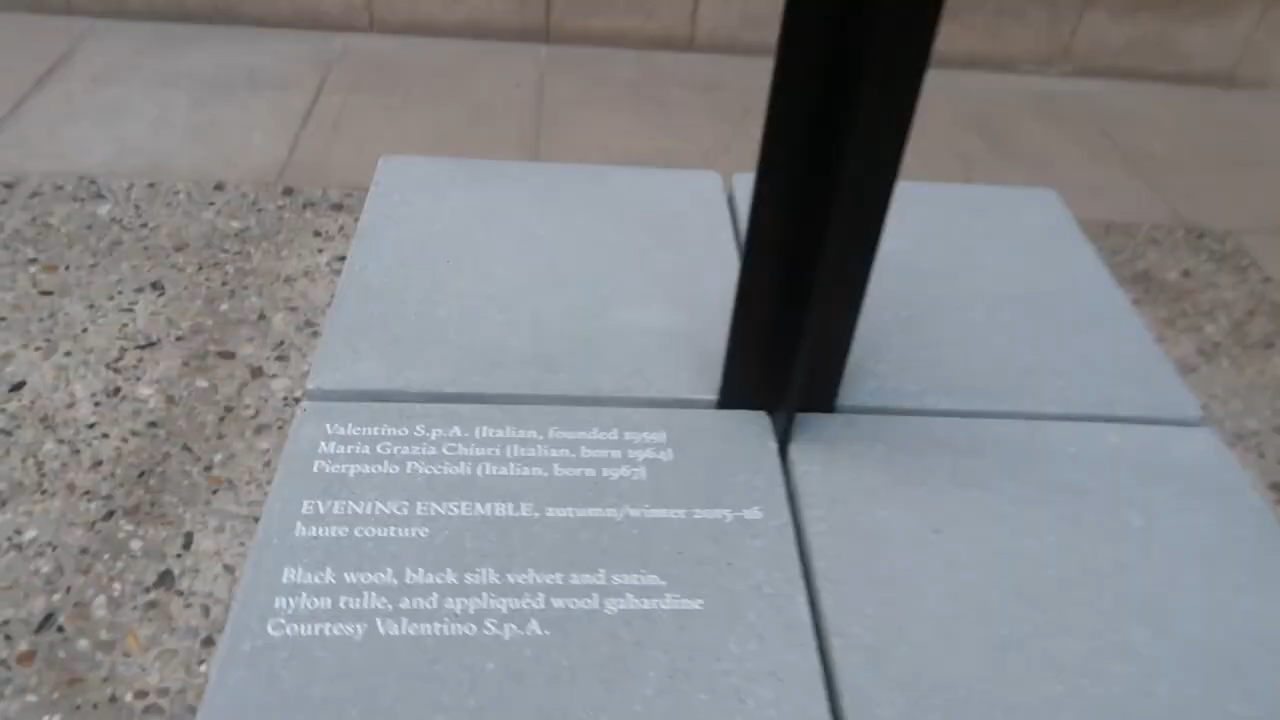 Valentino S.p.A. (Italian, founded 1959)
Maria Grazia Chiuri (Italian, born 1964)
Pierpaolo Piccioli (Italian, born 1967)
EVENING ENSEMBLE, autumn/winter 2015–16
haute couture
Black wool, black silk velvet and satin,
nylon tulle, and appliquéd wool gabardine
Courtesy Valentino S.p.A.